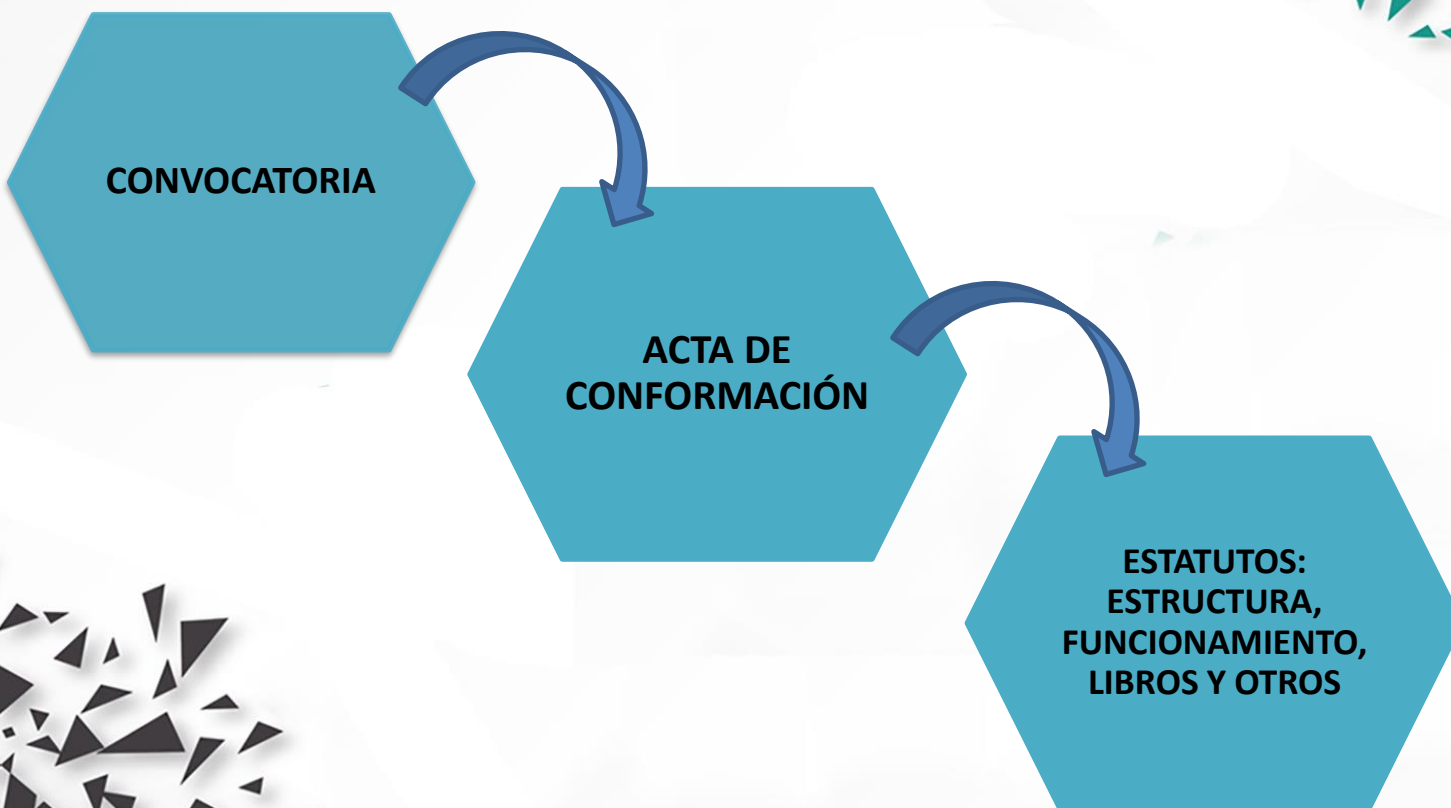 CONVOCATORIA
ACTA DE
CONFORMACIÓN
ESTATUTOS:
ESTRUCTURA,
FUNCIONAMIENTO,
LIBROS Y OTROS